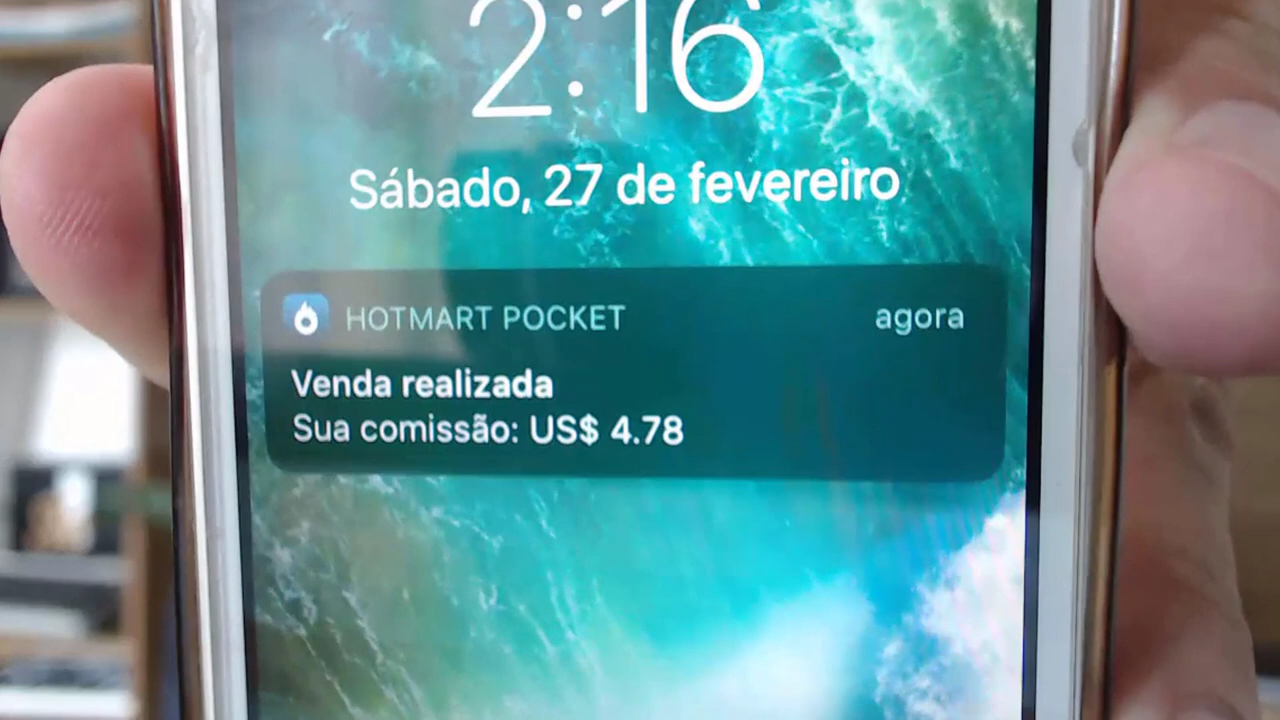 2:16
Sábado, 27 de fevereiro
HOTMART POCKET agora
Venda realizada
Sua comissão: US$ 4.78